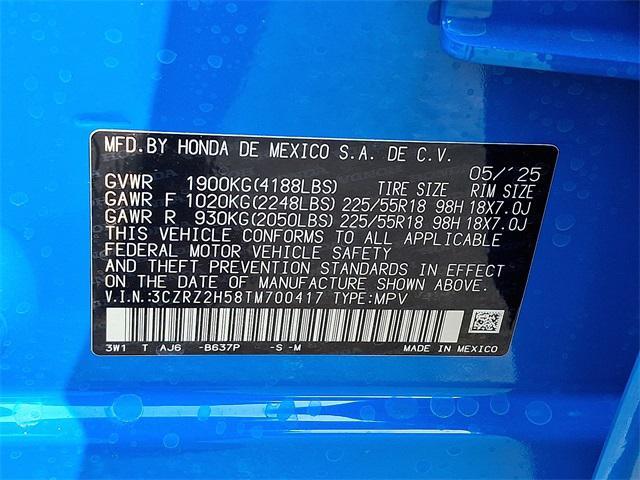 MFD.BY HONDA DE MEXICO S.A. DE C.V.
05/'25
GVWR 1900KG(4188LBS) TIRE SIZE RIM SIZE
GAWR F 1020KG(2248LBS) 225/55R18 98H 18X7.0J
GAWR R 930KG(2050LBS) 225/55R18 98H 18X7.0J
THIS VEHICLE CONFORMS TO ALL APPLICABLE
FEDERAL MOTOR VEHICLE SAFETY
AND THEFT PREVENTION STANDARDS IN EFFECT
ON THE DATE OF MANUFACTURE SHOWN ABOVE.
V.I.N.:3CZRZ2H58TM700417 TYPE:MPV
3W1 T AJ6 -B637P -S -M MADE IN MEXICO